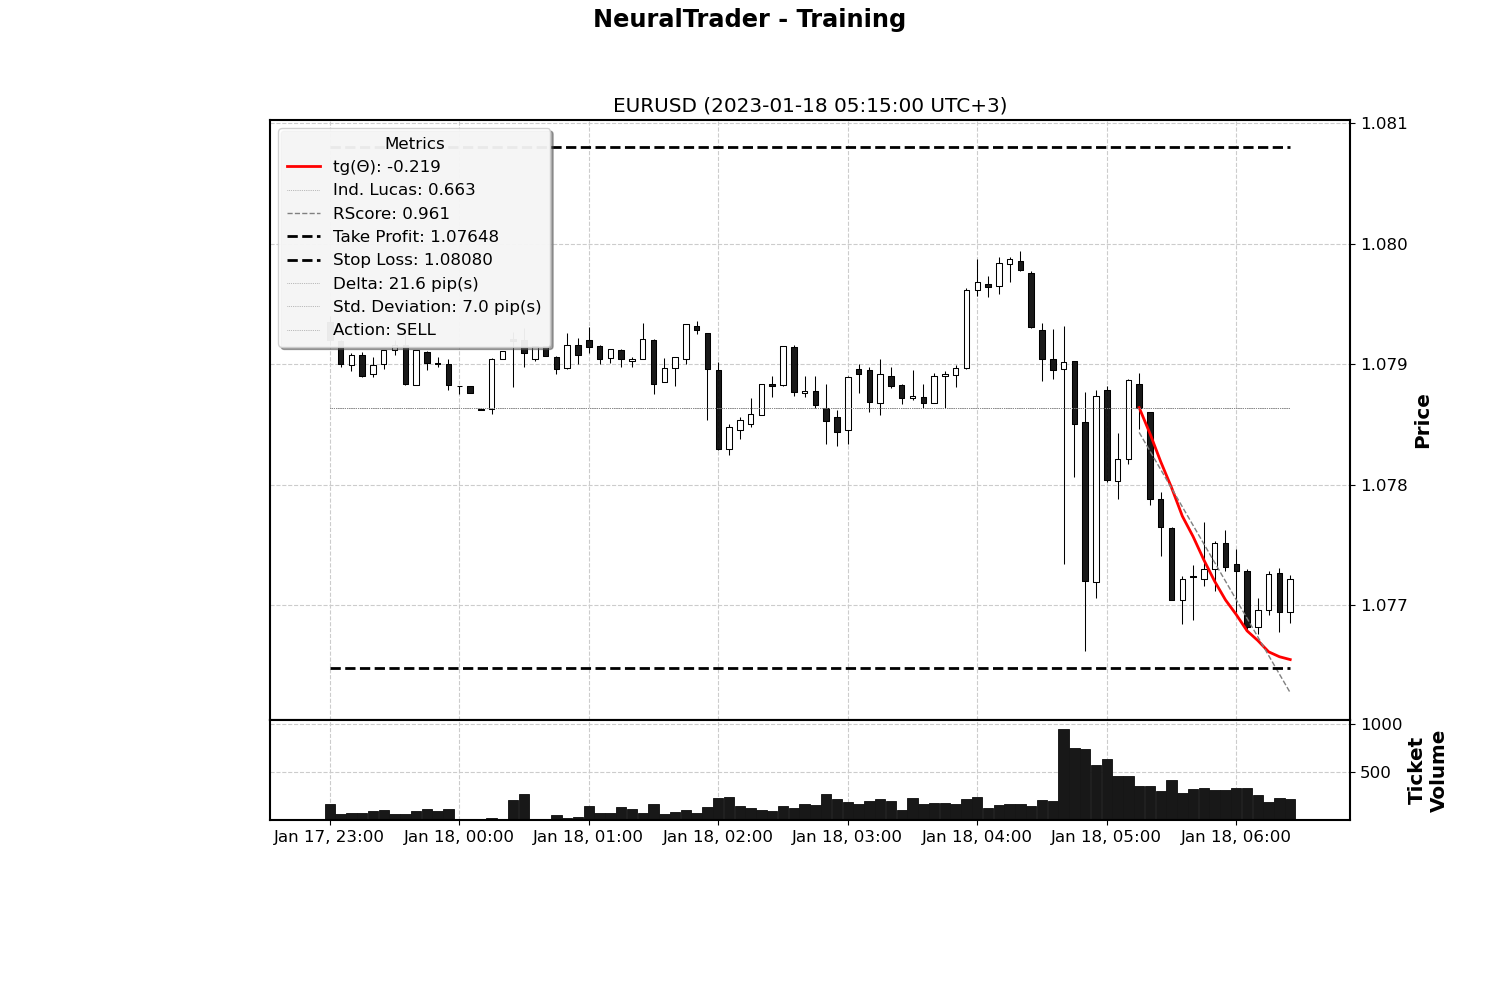 NeuralTrader - Training
EURUSD (2023-01-18 05:15:00 UTC+3)
Metrics
tg(Θ): -0.219
Ind. Lucas: 0.663
RScore: 0.961
Take Profit: 1.07648
Stop Loss: 1.08080
Delta: 21.6 pip(s)
Std. Deviation: 7.0 pip(s)
Action: SELL
1.081
1.080
1.079
1.078
1.077
Price
1000
500
Ticket
Volume
Jan 17, 23:00
Jan 18, 00:00
Jan 18, 01:00
Jan 18, 02:00
Jan 18, 03:00
Jan 18, 04:00
Jan 18, 05:00
Jan 18, 06:00